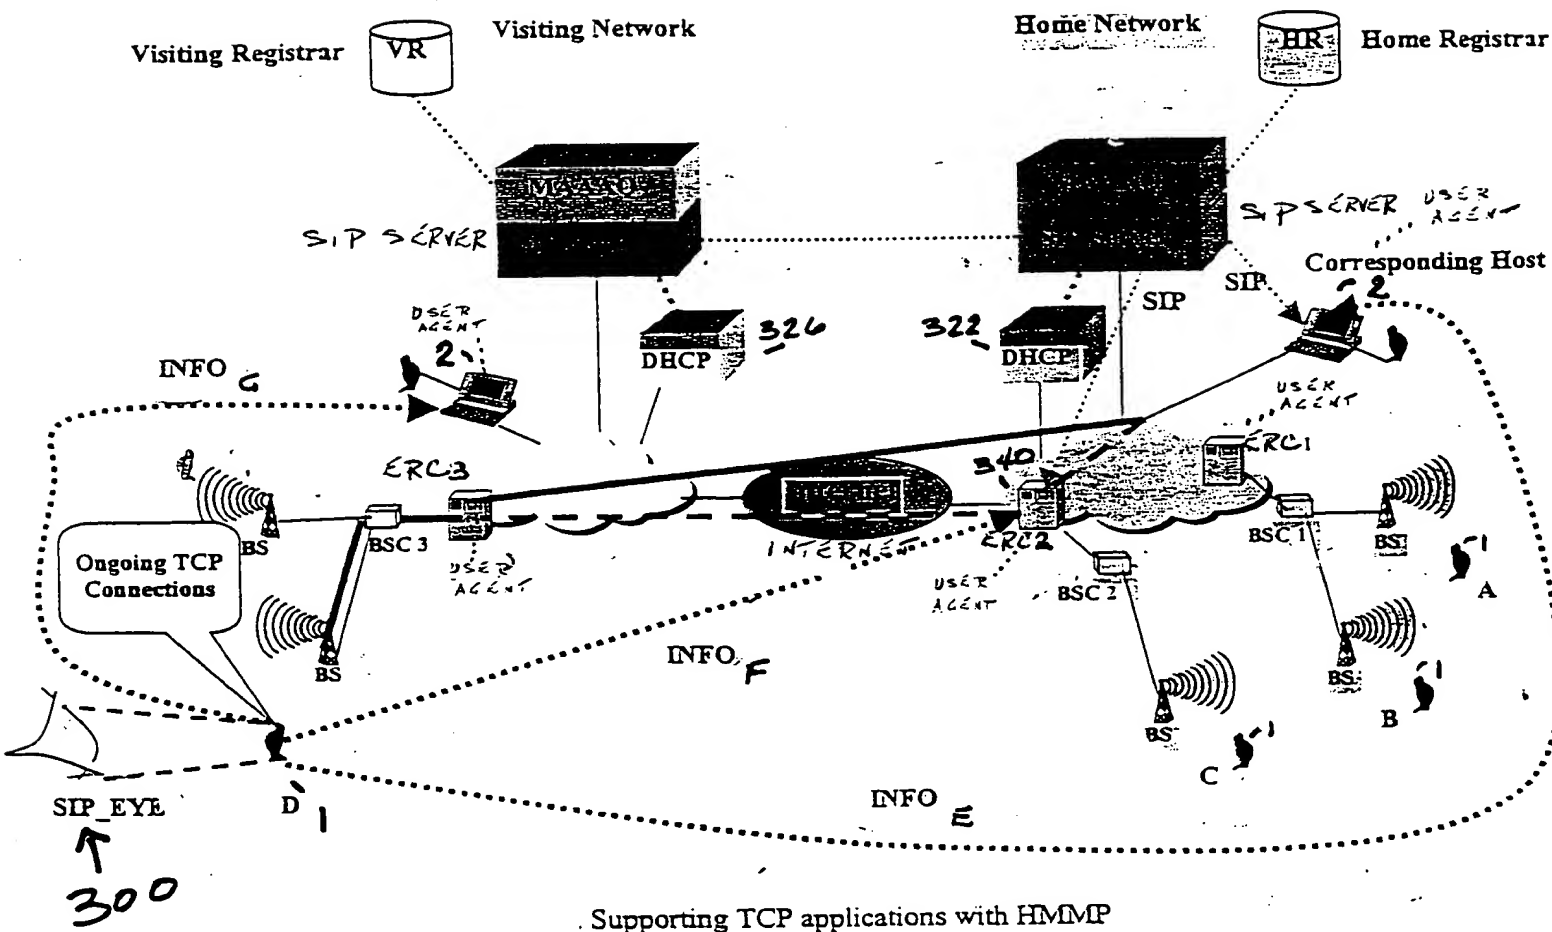 Visiting Network
Home Network
Visiting Registrar
VR
HR
Home Registrar
MAAAQ
SIP SERVER
SIP SERVER
USER AGENT
Corresponding Host
SIP
SIP
2
USER AGENT
2
DHCP
326
322
DHCP
INFO G
USER AGENT
ERC3
ERC1
340
BS
BSC 3
Internet
INTERNET
ERC2
BSC 1
BS
Ongoing TCP
Connections
USER AGENT
USER AGENT
BSC 2
1
A
BS
INFO F
BS
1
B
BS
1
C
SIP_EYE
D 1
INFO E
300
Supporting TCP applications with HMMP